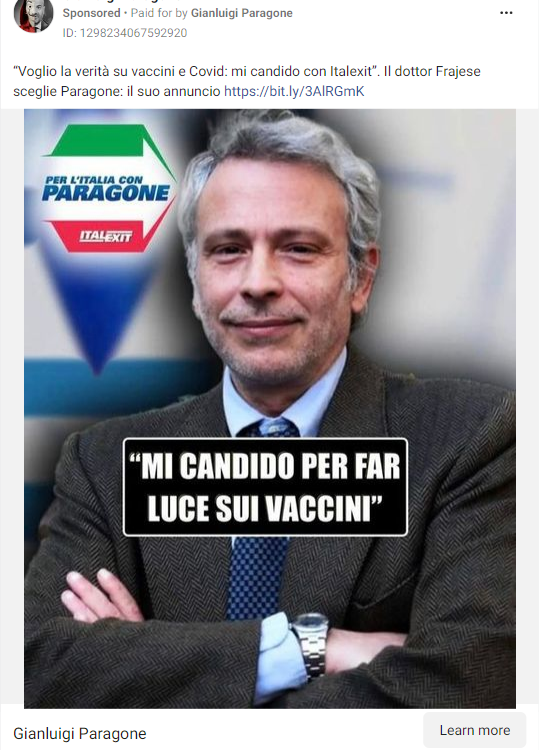 Sponsored • Paid for by Gianluigi Paragone
ID: 1298234067592920
“Voglio la verità su vaccini e Covid: mi candido con Italexit”. Il dottor Frajese
sceglie Paragone: il suo annuncio https://bit.ly/3AlRGmK
PER L'ITALIA CON
PARAGONE
ITALEXIT
“MI CANDIDO PER FAR
LUCE SUI VACCINI”
Gianluigi Paragone
Learn more